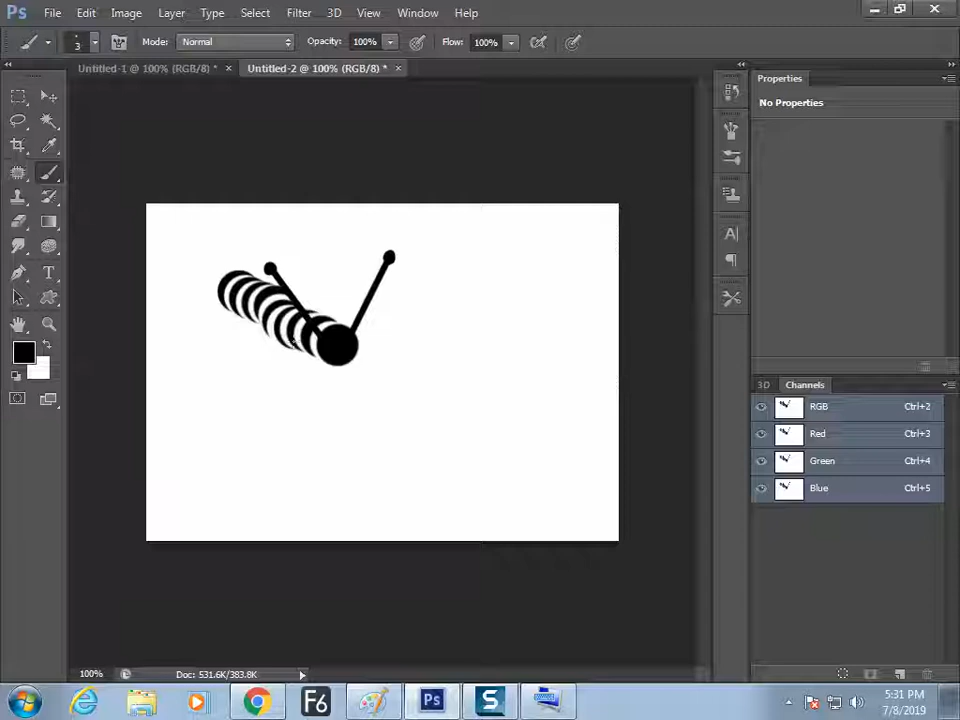 Ps File Edit Image Layer Type Select Filter 3D View Window Help
3 Mode: Normal Opacity: 100% Flow: 100%
Untitled-1 @ 100% (RGB/8) * × Untitled-2 @ 100% (RGB/8) * ×
Properties
No Properties
3D Channels
RGB Ctrl+2
Red Ctrl+3
Green Ctrl+4
Blue Ctrl+5
100% Doc: 531.6K/383.8K
F6 Ps S
5:31 PM
7/8/2019